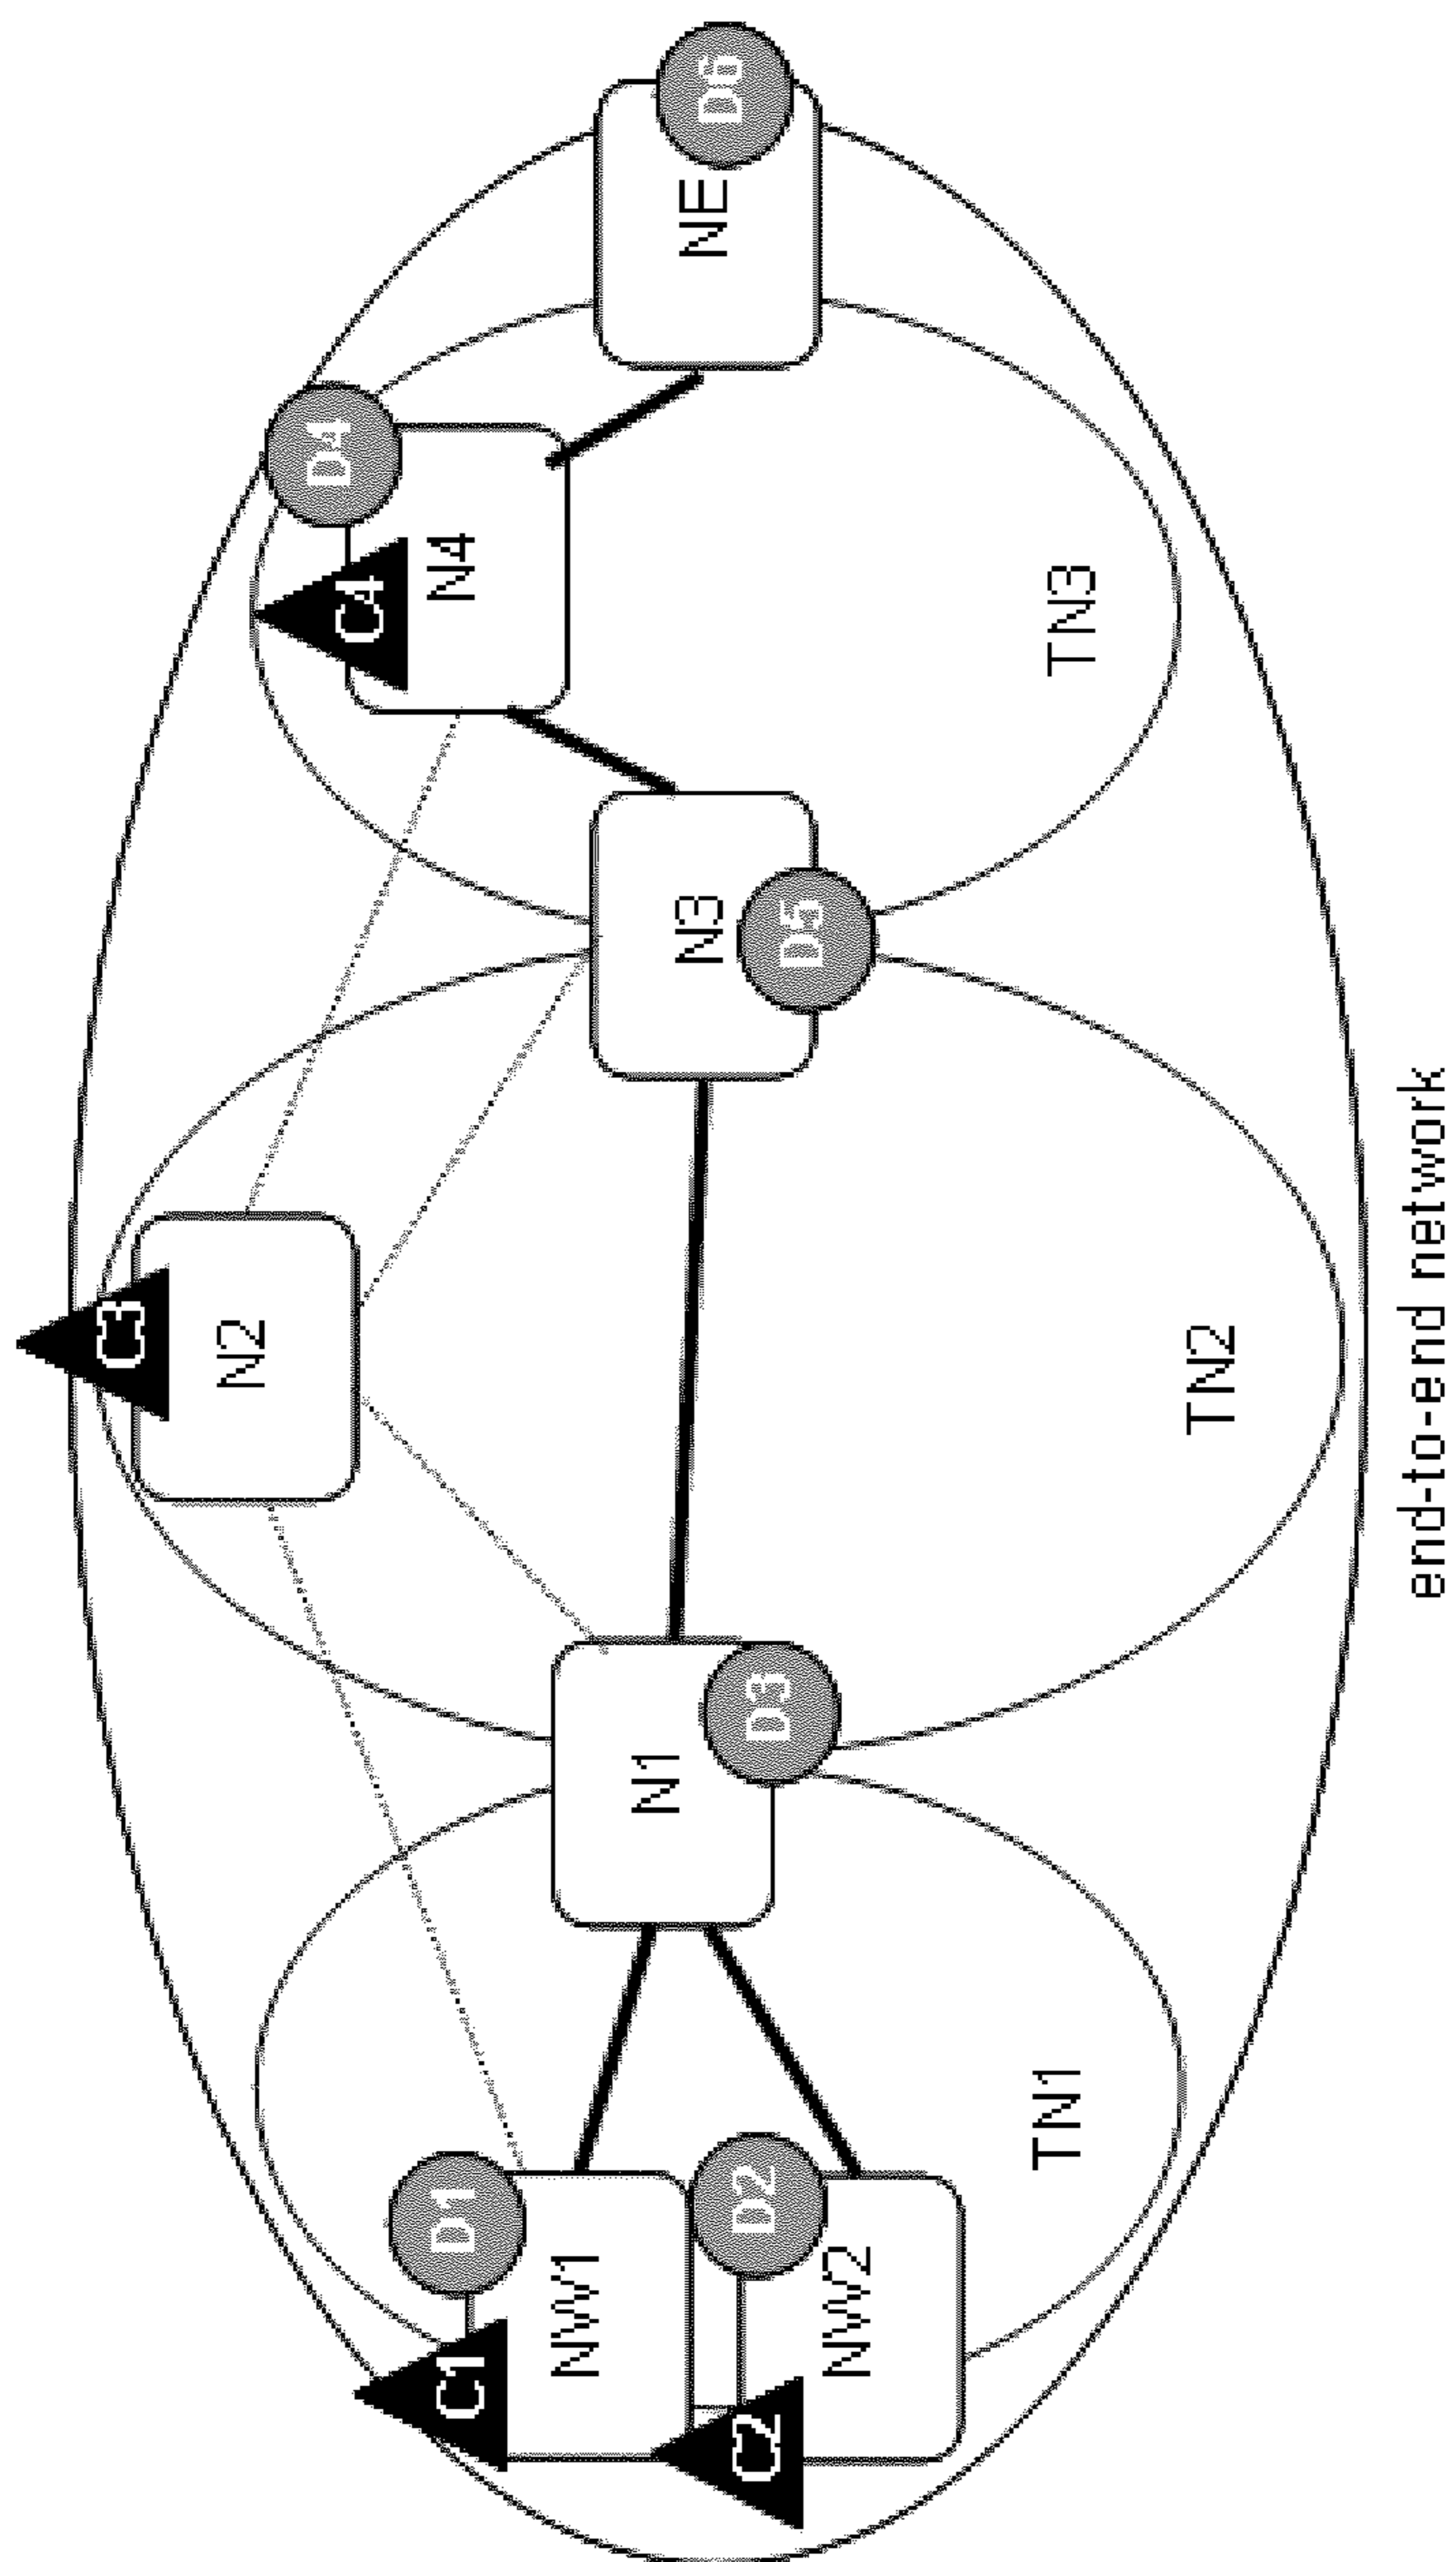 C3
N2
D4
C4
N4
D1
C1
NW1
N1
D3
N3
D5
NE
D6
C2
D2
NW2
TN1
TN2
TN3
end-to-end network